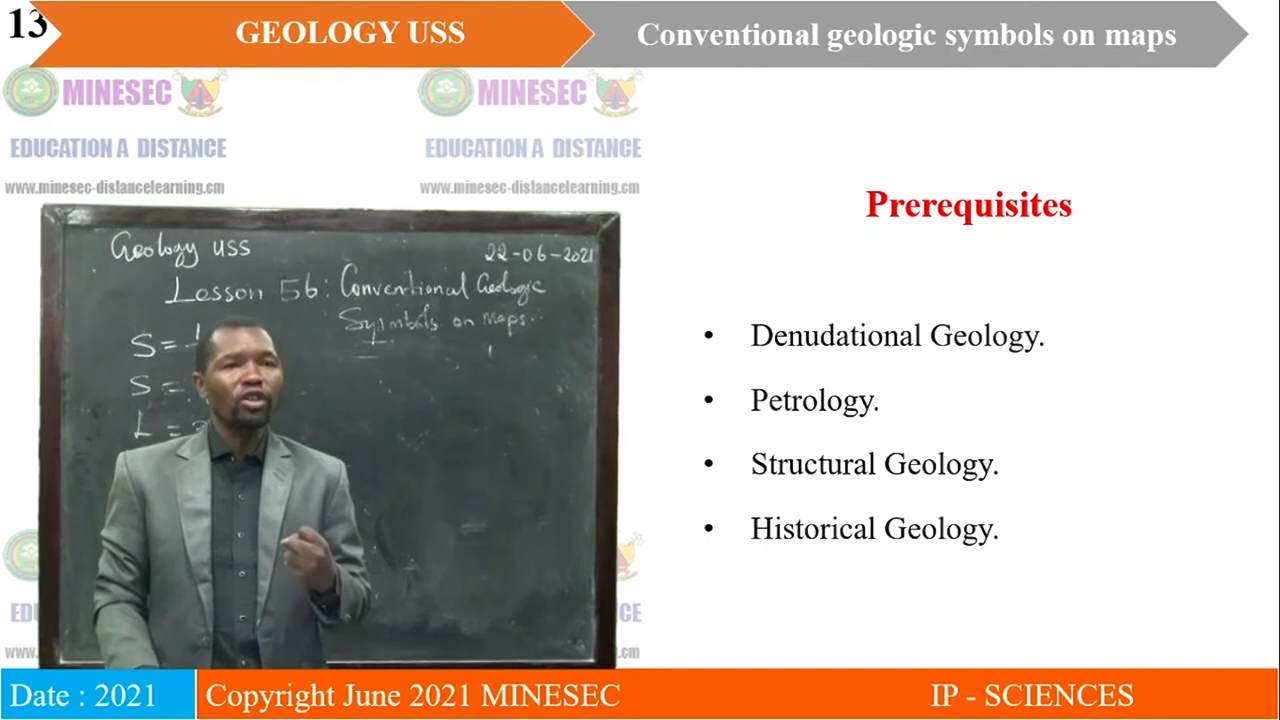 13
GEOLOGY USS
Conventional geologic symbols on maps
MINESEC
MINESEC
EDUCATION A DISTANCE
EDUCATION A DISTANCE
www.minesec-distancelearning.cm
www.minesec-distancelearning.cm
Geology USS
22-06-2021
Lesson 56: Conventional Geologic
Symbols on Maps.
S =
S =
L =
Prerequisites
• Denudational Geology.
• Petrology.
• Structural Geology.
• Historical Geology.
Date : 2021
Copyright June 2021 MINESEC
IP - SCIENCES